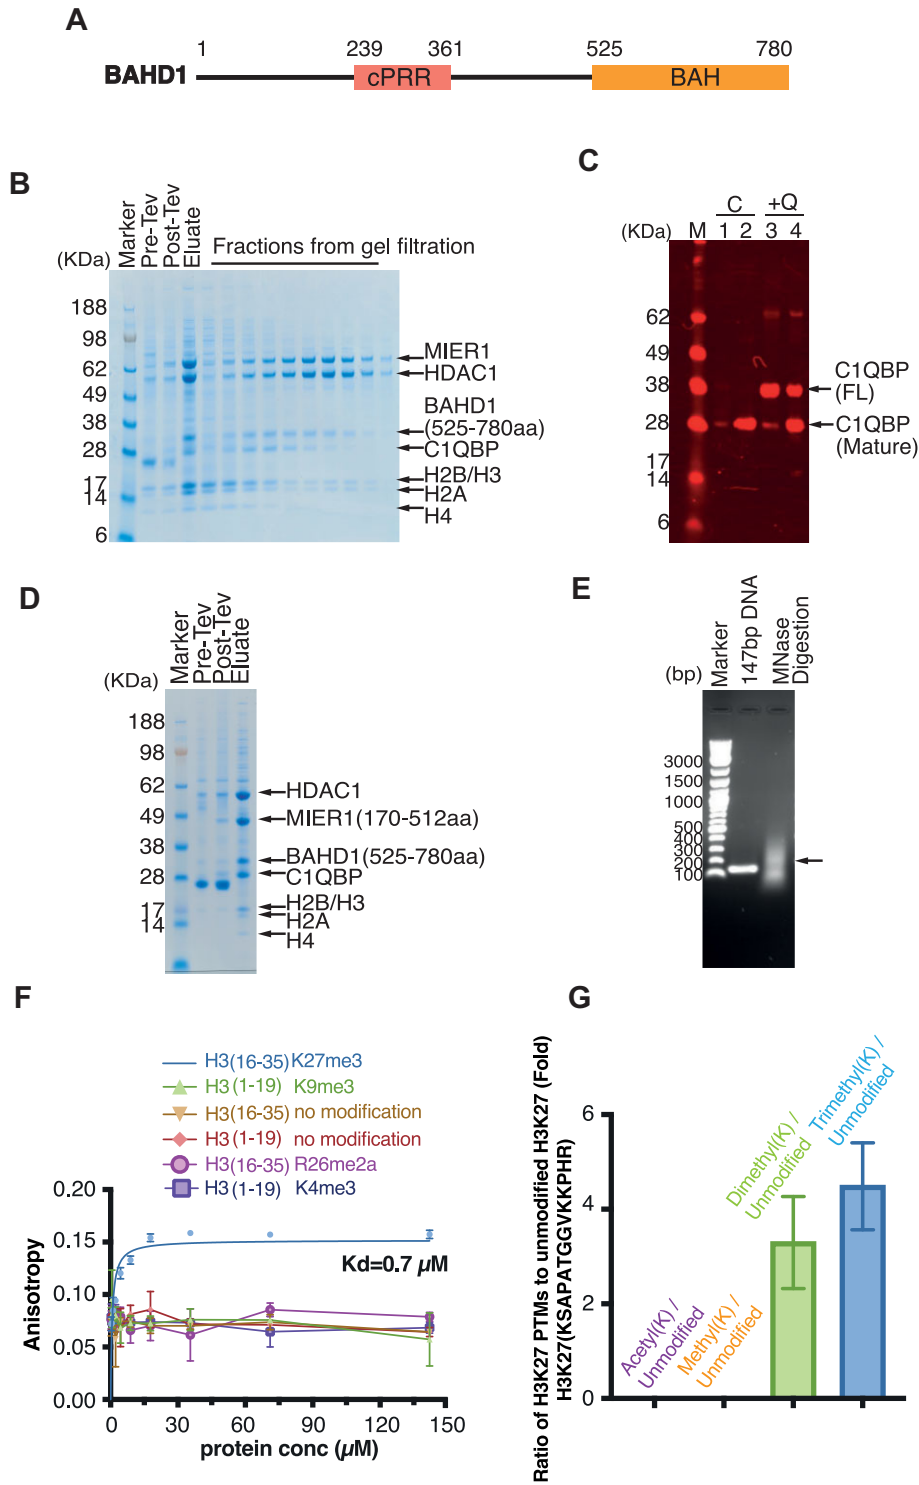 A
1 239 361 525 780
BAHD1 cPRR BAH
B
Marker
Pre-Tev
Post-Tev
Eluate
Fractions from gel filtration
(KDa)
188
98
62
49
38
28
17
14
6
MIER1
HDAC1
BAHD1
(525-780aa)
C1QBP
H2B/H3
H2A
H4
C
C +Q
(KDa) M 1 2 3 4
62
49
38
28
17
14
6
C1QBP
(FL)
C1QBP
(Mature)
D
Marker
Pre-Tev
Post-Tev
Eluate
(KDa)
188
98
62
49
38
28
17
14
HDAC1
MIER1(170-512aa)
BAHD1(525-780aa)
C1QBP
H2B/H3
H2A
H4
E
Marker
147bp DNA
MNase
Digestion
(bp)
3000
1500
1000
500
400
300
200
100
F
H3(16-35)K27me3
H3(1-19) K9me3
H3(16-35) no modification
H3(1-19) no modification
H3(16-35) R26me2a
H3(1-19) K4me3
0.20
0.15
0.10
0.05
0.00
Anisotropy
Kd=0.7 µM
0 30 60 90 120 150
protein conc (µM)
G
Ratio of H3K27 PTMs to unmodified H3K27 (Fold)
H3K27(KSAPATGGVKKPHR)
6
4
2
0
Acetyl(K) /
Unmodified
Methyl(K) /
Unmodified
Dimethyl(K) /
Unmodified
Trimethyl(K) /
Unmodified